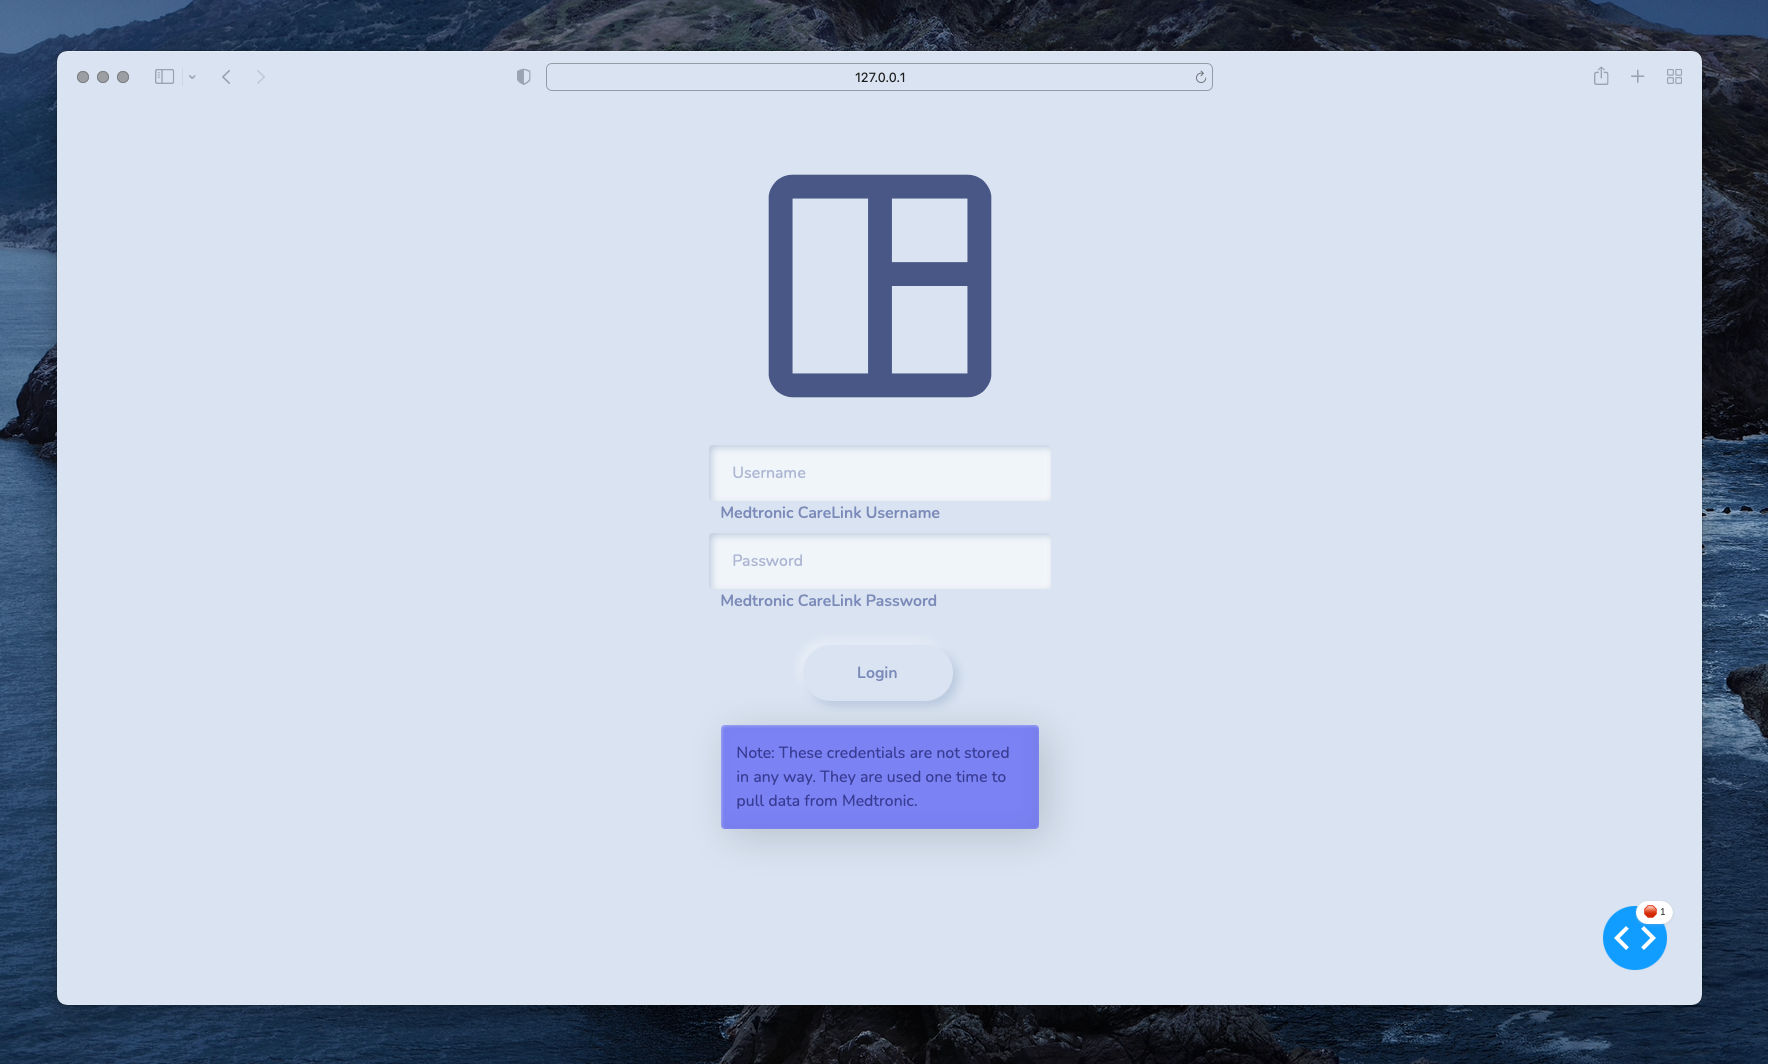 127.0.0.1
Username
Medtronic CareLink Username
Password
Medtronic CareLink Password
Login
Note: These credentials are not stored
in any way. They are used one time to
pull data from Medtronic.
1